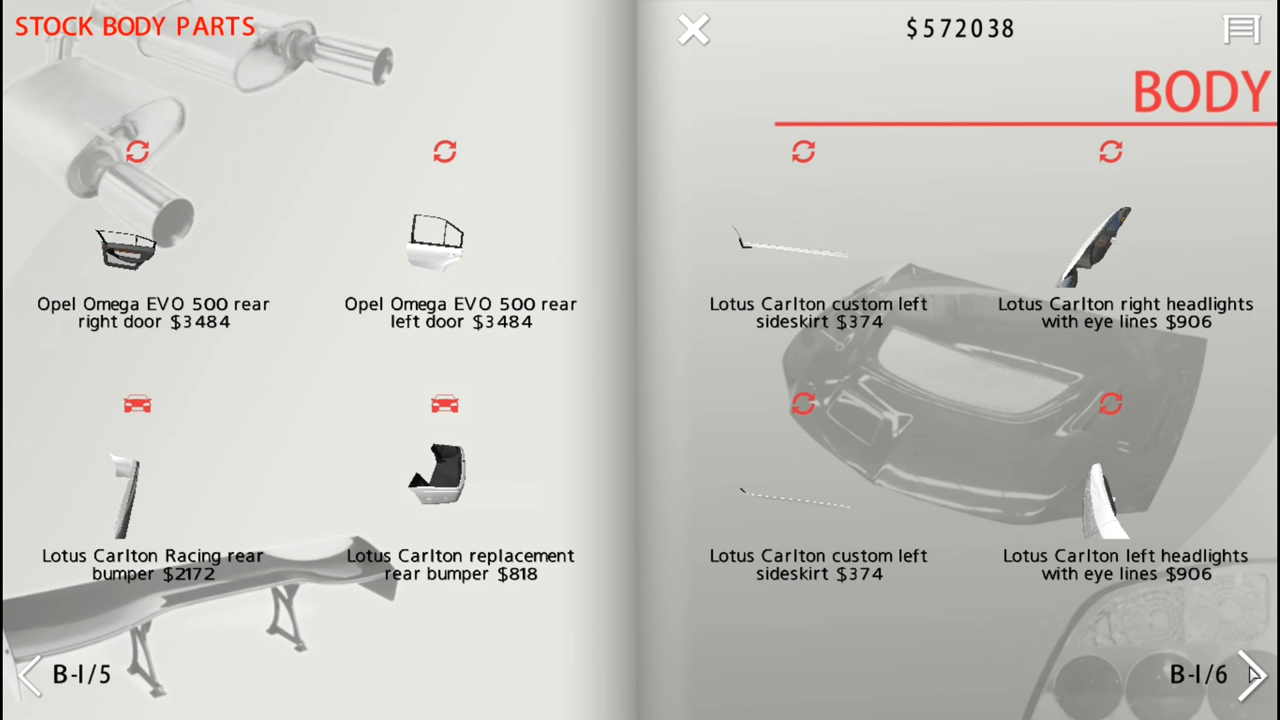 STOCK BODY PARTS
$572038
BODY
Opel Omega EVO 500 rear
right door $3484
Opel Omega EVO 500 rear
left door $3484
Lotus Carlton custom left
sideskirt $374
Lotus Carlton right headlights
with eye lines $906
Lotus Carlton Racing rear
bumper $2172
Lotus Carlton replacement
rear bumper $818
Lotus Carlton custom left
sideskirt $374
Lotus Carlton left headlights
with eye lines $906
B-I/5
B-I/6